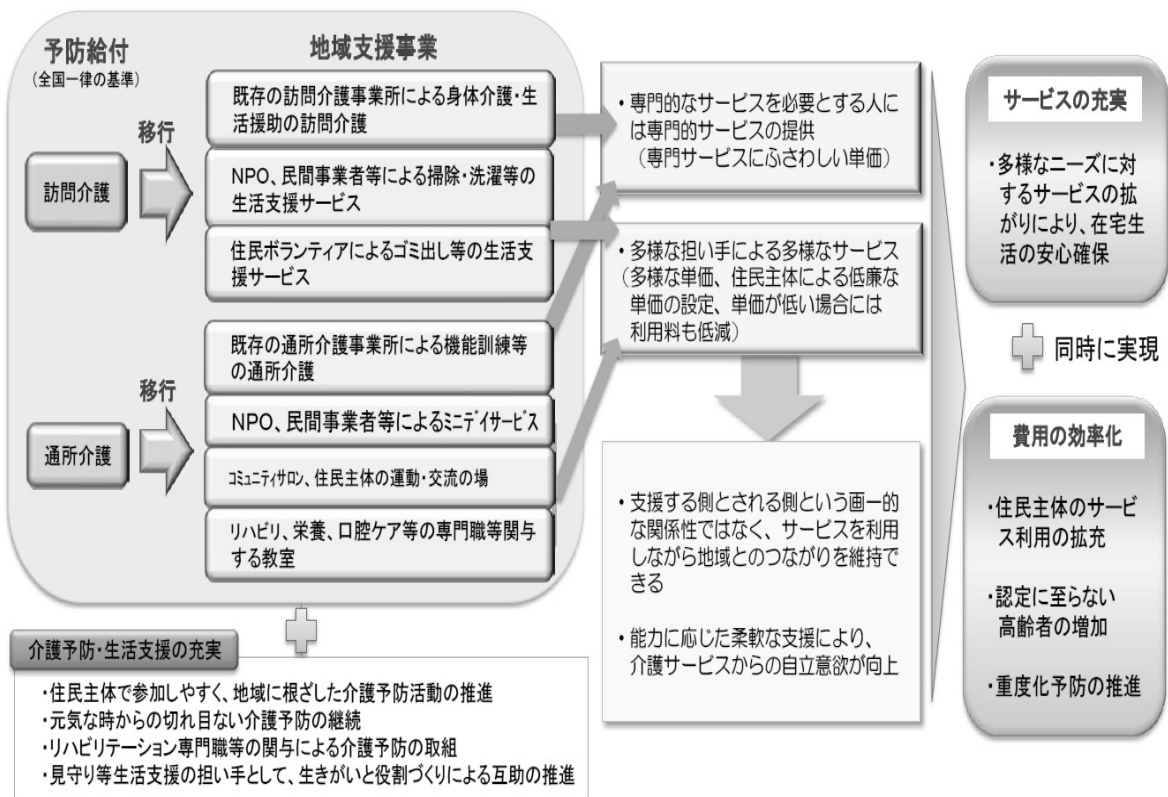 予防給付
(全国一律の基準)
地域支援事業
移行
訪問介護
既存の訪問介護事業所による身体介護・生
活援助の訪問介護
NPO、民間事業者等による掃除・洗濯等の
生活支援サービス
住民ボランティアによるゴミ出し等の生活支
援サービス
移行
通所介護
既存の通所介護事業所による機能訓練等
の通所介護
NPO、民間事業者等によるミニデイサービス
コミュニティサロン、住民主体の運動・交流の場
リハビリ、栄養、口腔ケア等の専門職等関与
する教室
介護予防・生活支援の充実
・住民主体で参加しやすく、地域に根ざした介護予防活動の推進
・元気な時からの切れ目ない介護予防の継続
・リハビリテーション専門職等の関与による介護予防の取組
・見守り等生活支援の担い手として、生きがいと役割づくりによる互助の推進
・専門的なサービスを必要とする人に
は専門的サービスの提供
(専門サービスにふさわしい単価)
・多様な担い手による多様なサービス
(多様な単価、住民主体による低廉な
単価の設定、単価が低い場合には
利用料も低減)
・支援する側とされる側という画一的
な関係性ではなく、サービスを利用
しながら地域とのつながりを維持で
きる
・能力に応じた柔軟な支援により、
介護サービスからの自立意欲が向上
サービスの充実
・多様なニーズに対
するサービスの拡
がりにより、在宅生
活の安心確保
同時に実現
費用の効率化
・住民主体のサービ
ス利用の拡充
・認定に至らない
高齢者の増加
・重度化予防の推進